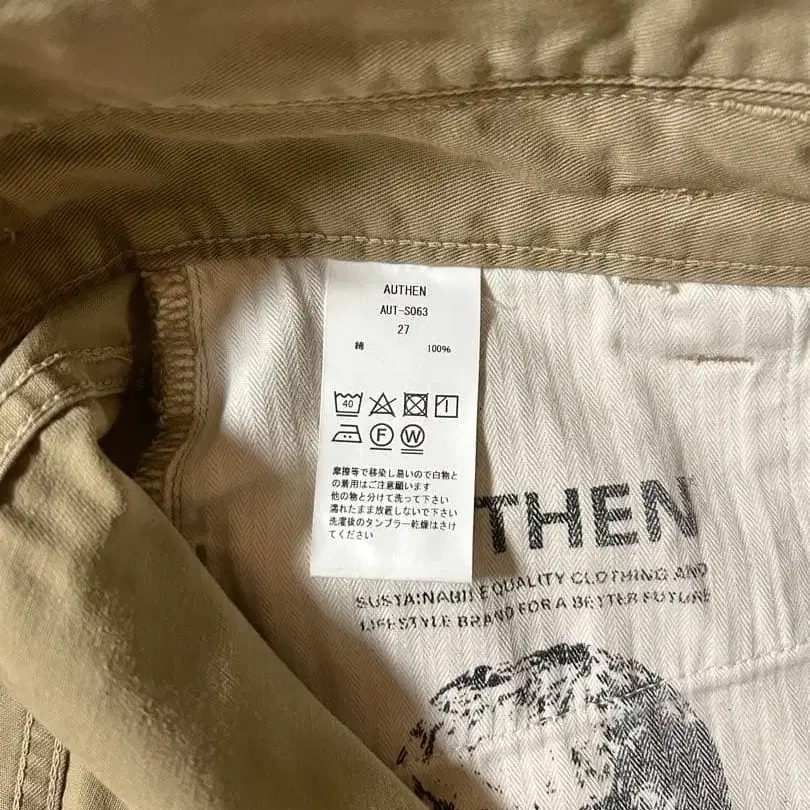 AUTHEN
AUT-S063
27
綿 100%
40
F W
摩擦等で移染し易いので白物と
の着用はご注意願います
他の物と分けて洗って下さい
濡れたまま放置しないで下さい
洗濯後のタンブラー乾燥はさけ
てください
THEN
SUSTAINABILE QUALITY CLOTHING AND
LIFESTYLE BRAND FOR A BETTER FUTURE